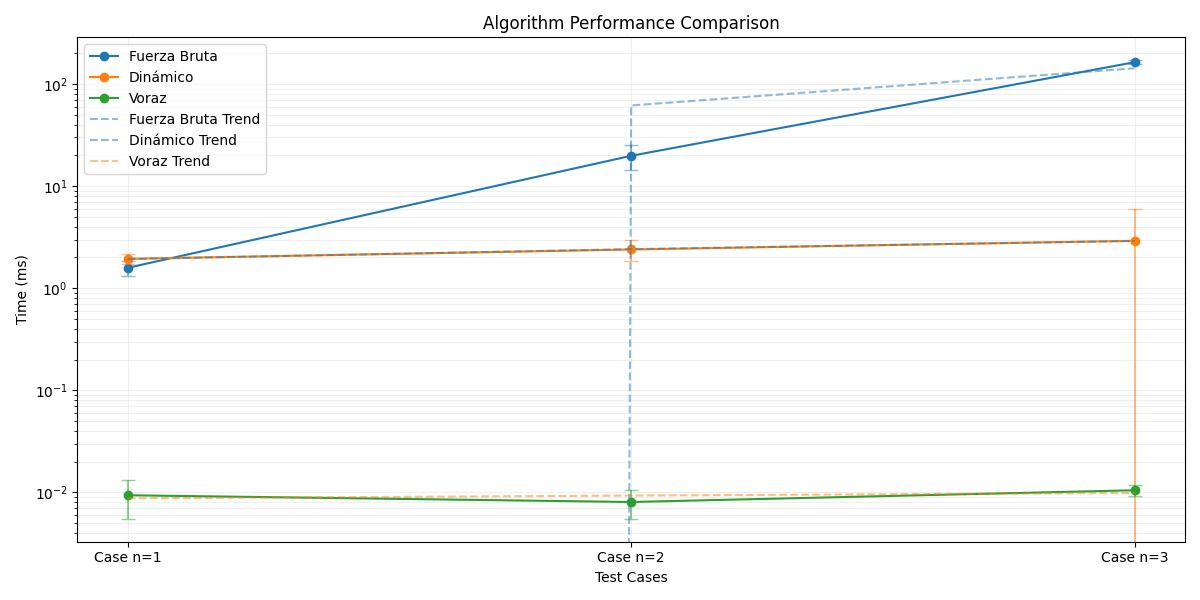 Algorithm Performance Comparison
Fuerza Bruta
Dinámico
Voraz
Fuerza Bruta Trend
Dinámico Trend
Voraz Trend
10²
10¹
10⁰
10⁻¹
10⁻²
Time (ms)
Case n=1
Case n=2
Case n=3
Test Cases